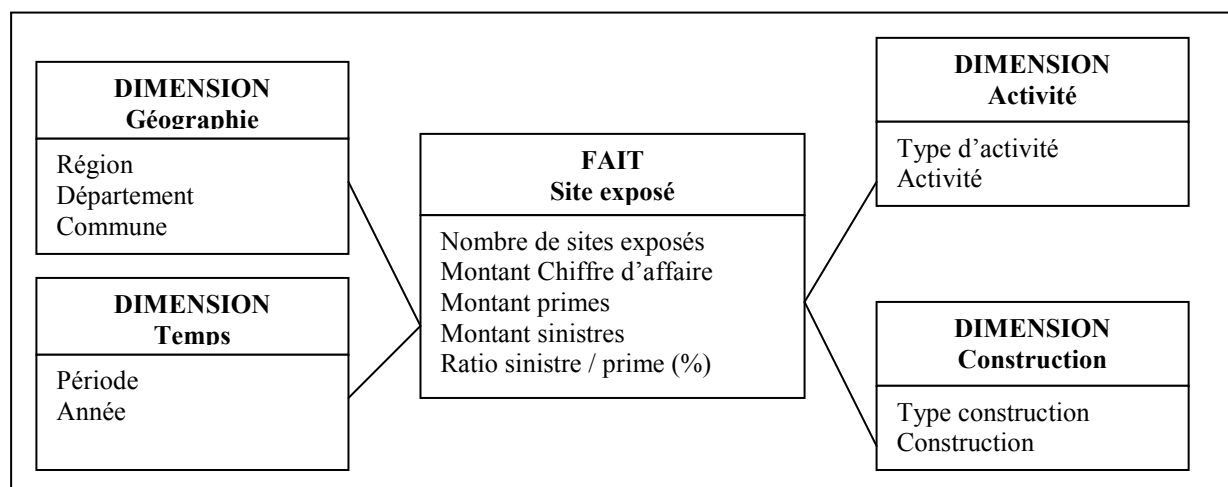 DIMENSION
Géographie
Région
Département
Commune
DIMENSION
Temps
Période
Année
FAIT
Site exposé
Nombre de sites exposés
Montant Chiffre d’affaire
Montant primes
Montant sinistres
Ratio sinistre / prime (%)
DIMENSION
Activité
Type d’activité
Activité
DIMENSION
Construction
Type construction
Construction